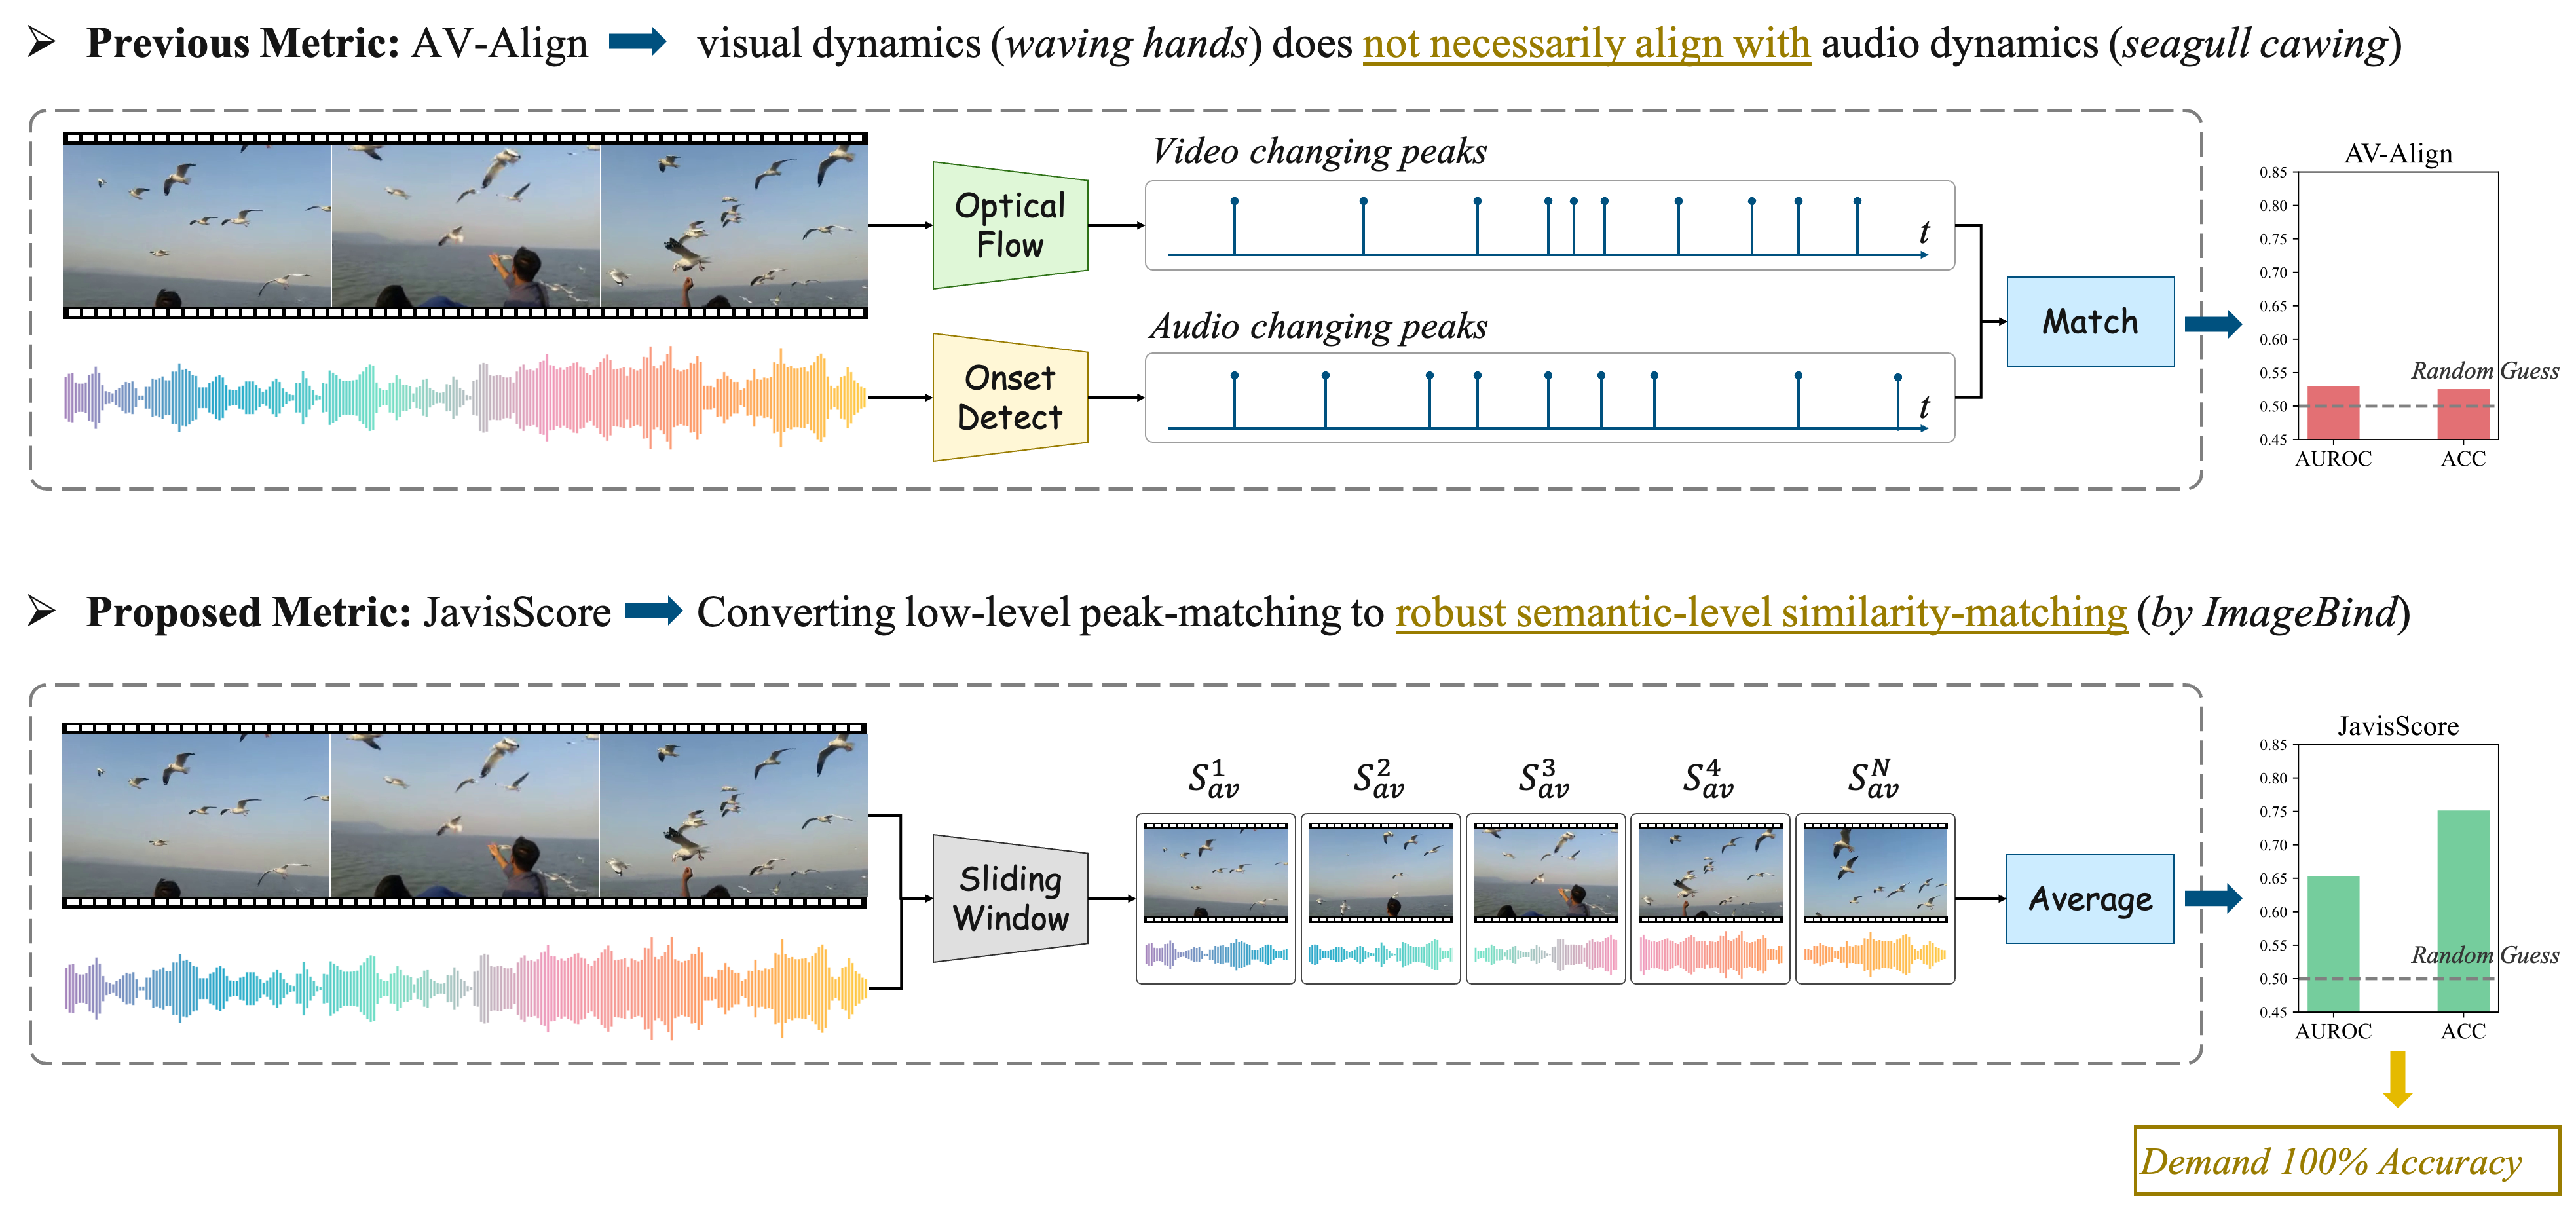 ➢ Previous Metric: AV-Align visual dynamics (waving hands) does not necessarily align with audio dynamics (seagull cawing)
Optical
Flow
Video changing peaks
t
Onset
Detect
Audio changing peaks
t
Match
AV-Align
0.85
0.80
0.75
0.70
0.65
0.60
0.55
0.50
0.45
Random Guess
AUROC ACC
➢ Proposed Metric: JavisScore Converting low-level peak-matching to robust semantic-level similarity-matching (by ImageBind)
Sliding
Window
S_{av}^{1} S_{av}^{2} S_{av}^{3} S_{av}^{4} S_{av}^{N}
Average
JavisScore
0.85
0.80
0.75
0.70
0.65
0.60
0.55
0.50
0.45
Random Guess
AUROC ACC
Demand 100% Accuracy